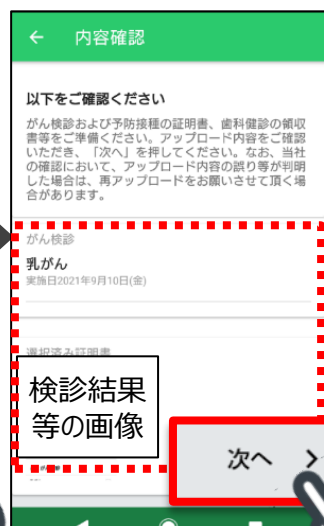 内容確認
以下をご確認ください
がん検診および予防接種の証明書、歯科健診の領収
書等をご準備ください。アップロード内容をご確認
いただき、「次へ」を押してください。なお、当社
の確認において、アップロード内容の誤り等が判明
した場合は、再アップロードをお願いさせて頂く場
合があります。
がん検診
乳がん
実施日2021年9月10日(金)
選択済み証明書
検診結果
等の画像
次へ